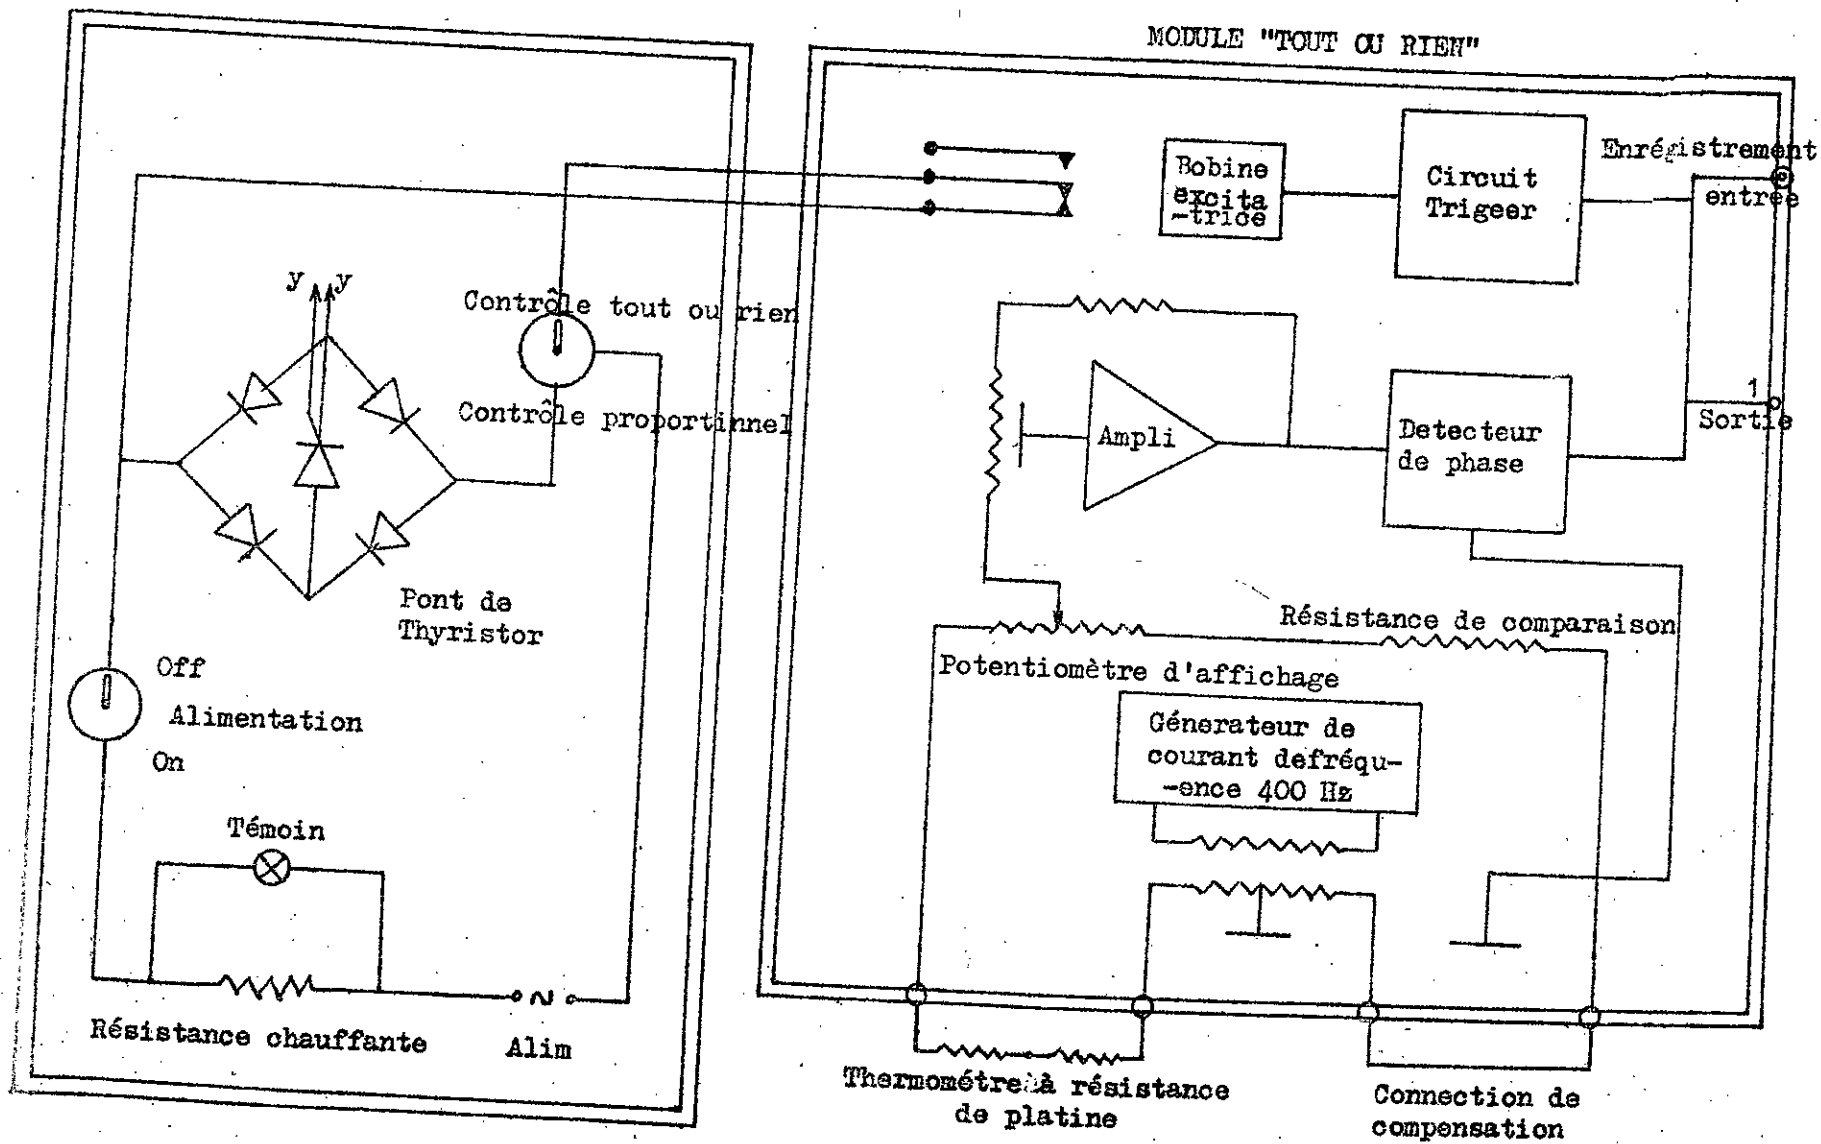 MODULE "TOUT OU RIEN"
Bobine
excita
-trice
Circuit
Trigeer
Enrégistrement
entrée
y y
Contrôle tout ou rien
Contrôle proportinnel
Ampli
Detecteur
de phase
1
Sortie
Pont de
Thyristor
Résistance de comparaison
Potentiomètre d'affichage
Off
Alimentation
On
Génerateur de
courant defréqu-
-ence 400 Hz
Témoin
Résistance chauffante
Alim
Thermométre à résistance
de platine
Connection de
compensation